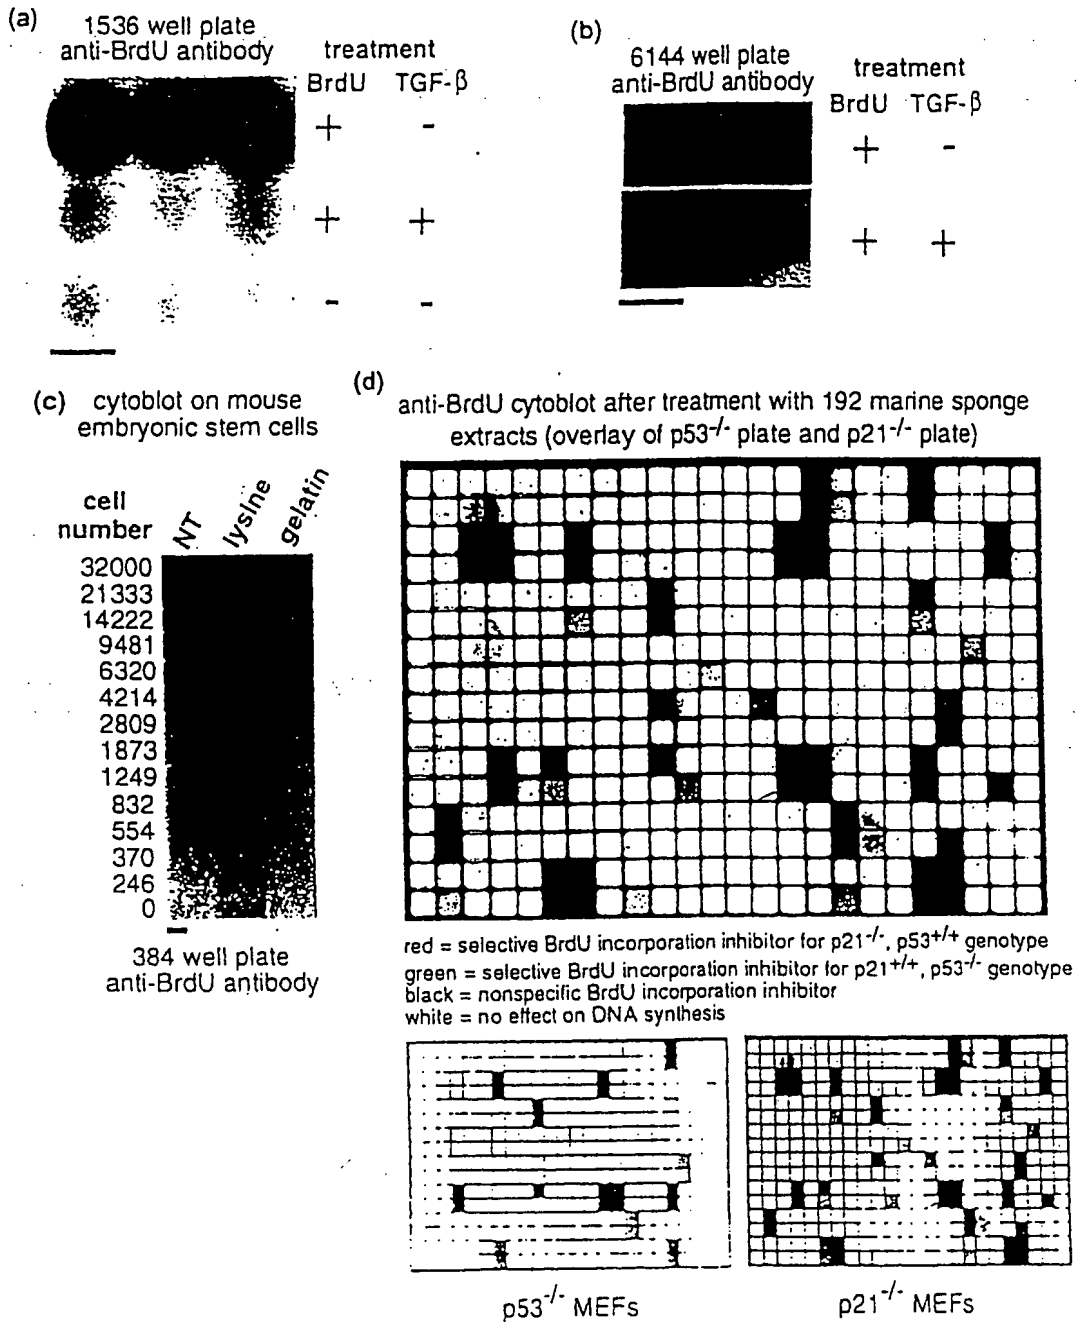 (a)
1536 well plate
anti-BrdU antibody
treatment
BrdU TGF-β
+ -
+ +
- -
(b)
6144 well plate
anti-BrdU antibody
treatment
BrdU TGF-β
+ -
+ +
(c) cytoblot on mouse
embryonic stem cells
cell
number
NT lysine gelatin
32000
21333
14222
9481
6320
4214
2809
1873
1249
832
554
370
246
0
384 well plate
anti-BrdU antibody
(d)
anti-BrdU cytoblot after treatment with 192 marine sponge
extracts (overlay of p53-/- plate and p21-/- plate)
red = selective BrdU incorporation inhibitor for p21-/-, p53+/+ genotype
green = selective BrdU incorporation inhibitor for p21+/+, p53-/- genotype
black = nonspecific BrdU incorporation inhibitor
white = no effect on DNA synthesis
p53-/- MEFs
p21-/- MEFs